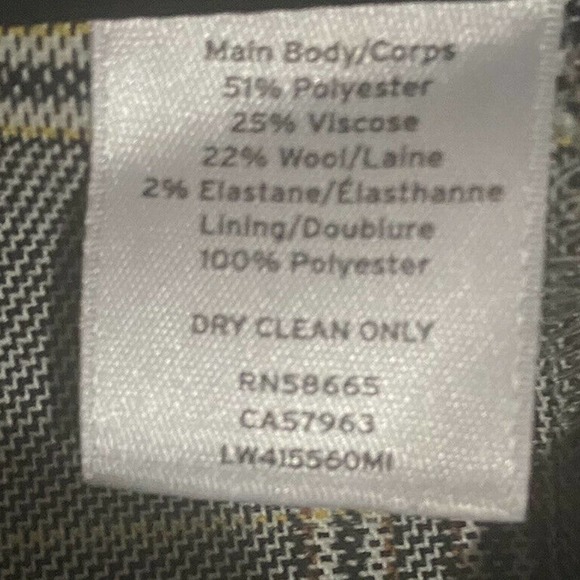 Main Body/Corps
51% Polyester
25% Viscose
22% Wool/Laine
2% Elastane/Élasthanne
Lining/Doublure
100% Polyester
DRY CLEAN ONLY
RN58665
CA57963
LW415560MI